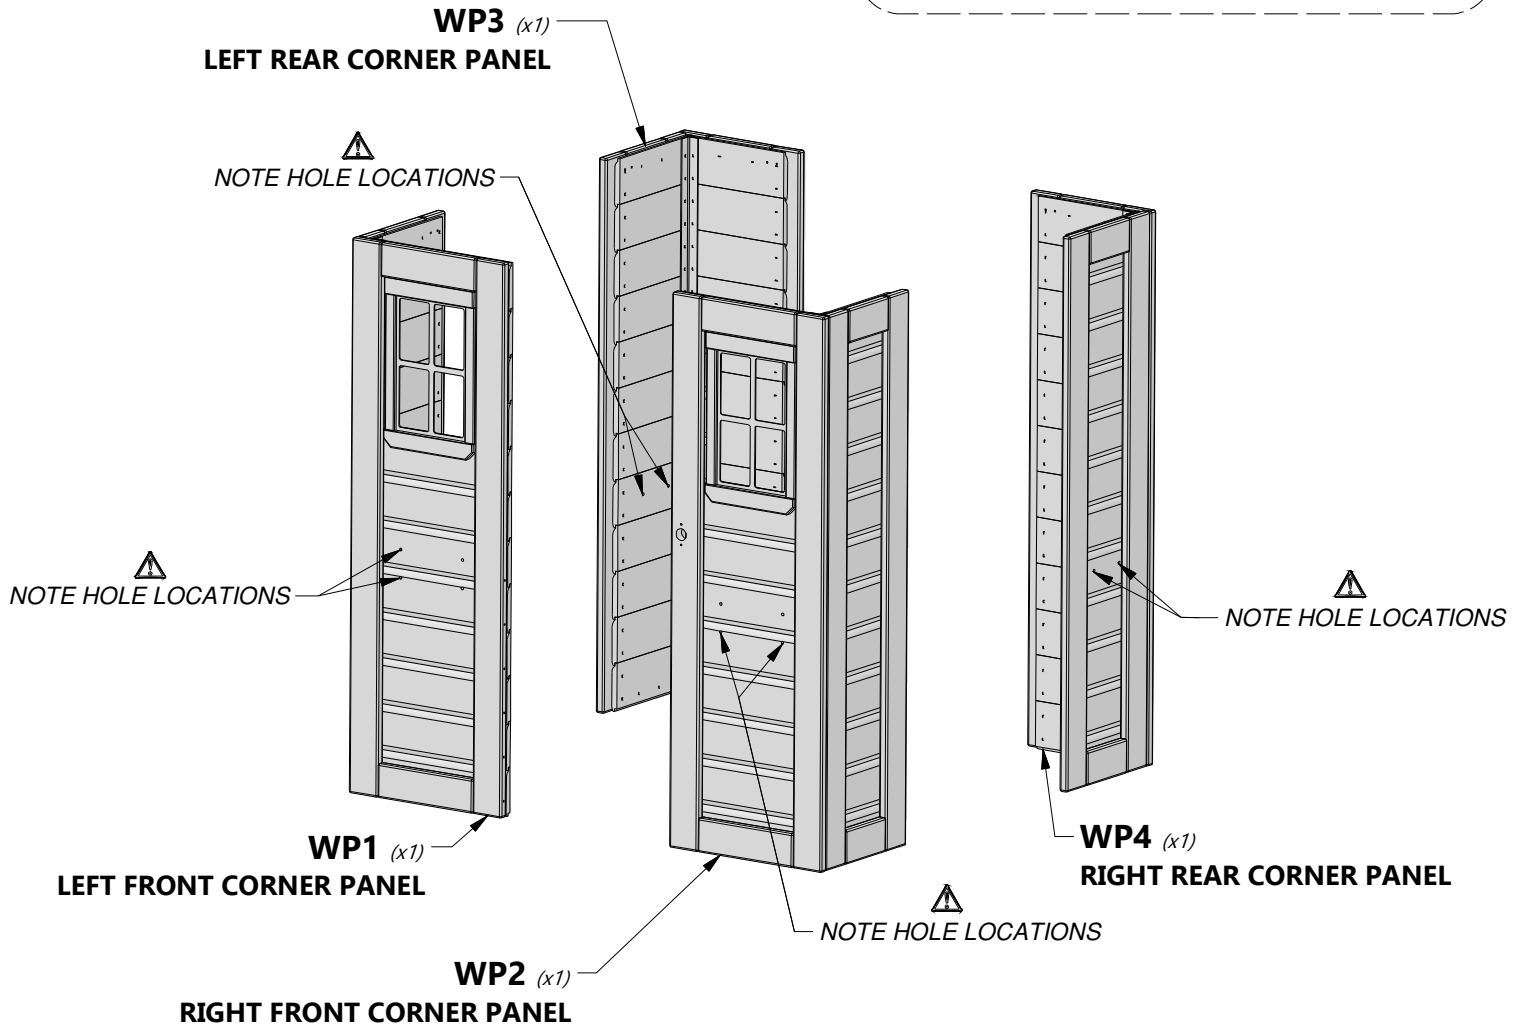 WP3 (x1)
LEFT REAR CORNER PANEL
NOTE HOLE LOCATIONS
NOTE HOLE LOCATIONS
NOTE HOLE LOCATIONS
WP1 (x1)
LEFT FRONT CORNER PANEL
WP4 (x1)
RIGHT REAR CORNER PANEL
NOTE HOLE LOCATIONS
WP2 (x1)
RIGHT FRONT CORNER PANEL